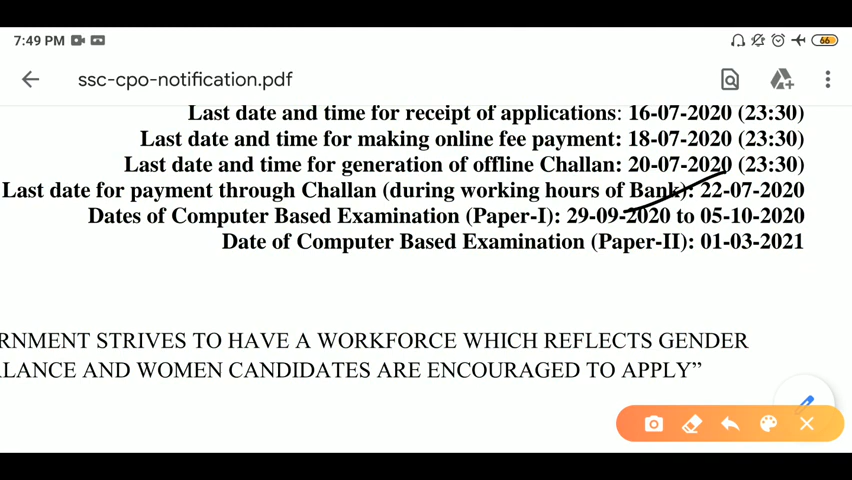 7:49 PM
66
ssc-cpo-notification.pdf
Last date and time for receipt of applications: 16-07-2020 (23:30)
Last date and time for making online fee payment: 18-07-2020 (23:30)
Last date and time for generation of offline Challan: 20-07-2020 (23:30)
Last date for payment through Challan (during working hours of Bank): 22-07-2020
Dates of Computer Based Examination (Paper-I): 29-09-2020 to 05-10-2020
Date of Computer Based Examination (Paper-II): 01-03-2021
RNMENT STRIVES TO HAVE A WORKFORCE WHICH REFLECTS GENDER
ALANCE AND WOMEN CANDIDATES ARE ENCOURAGED TO APPLY”